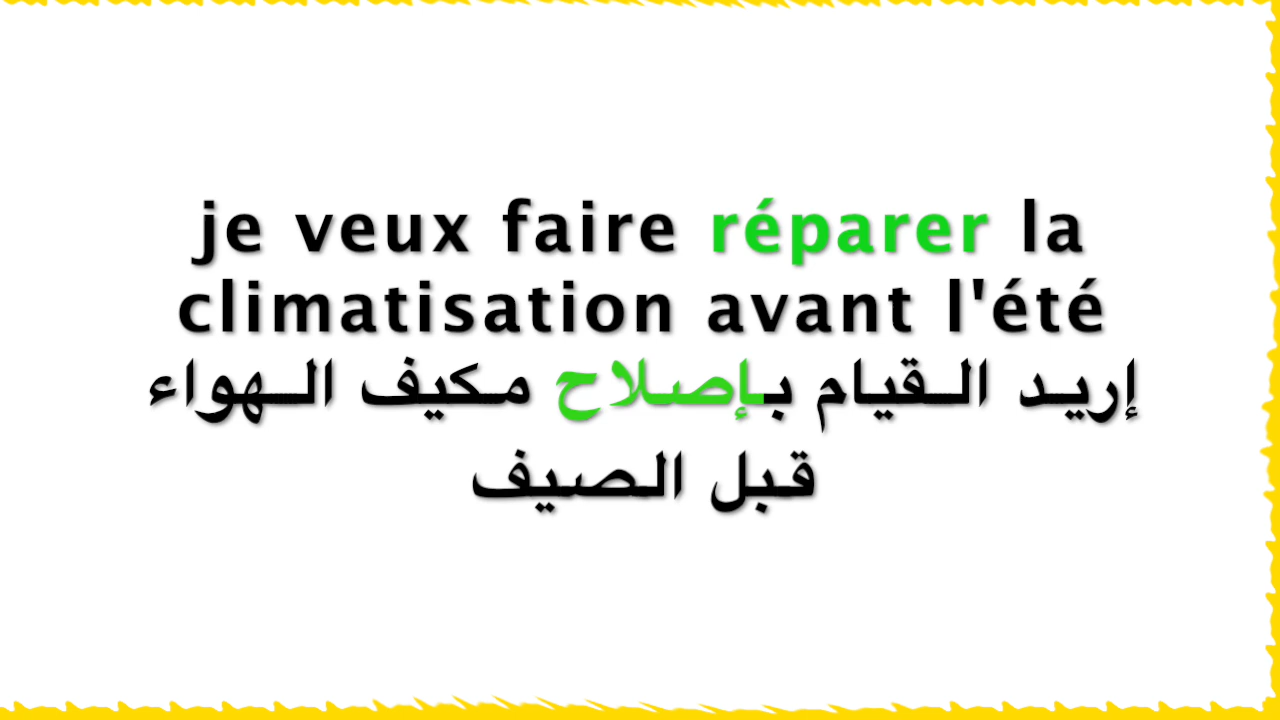 je veux faire réparer la
climatisation avant l'été
إريد القيام بإصلاح مكيف الهواء
قبل الصيف